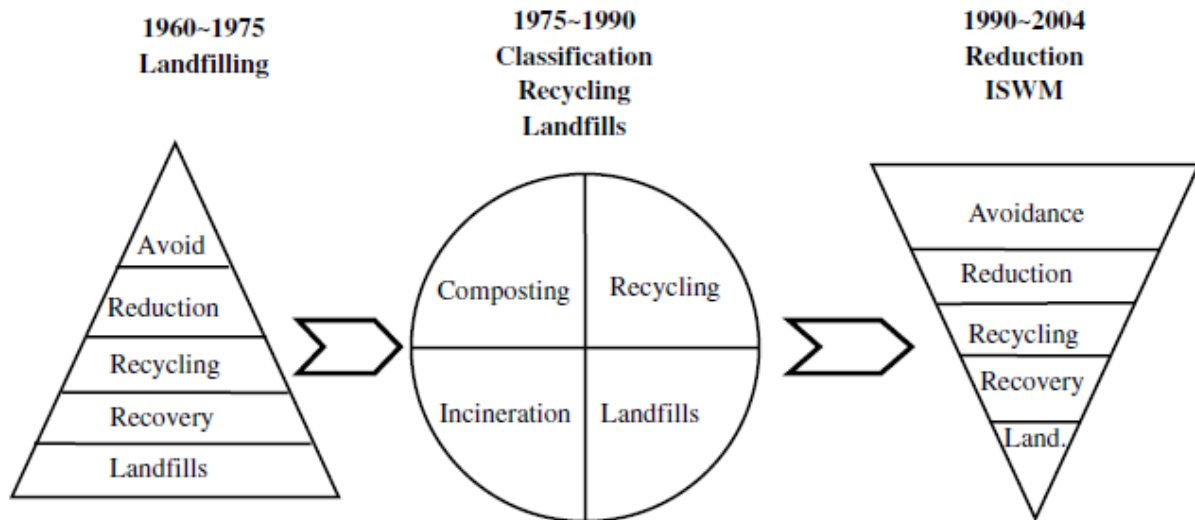 1960~1975
Landfilling
Avoid
Reduction
Recycling
Recovery
Landfills
1975~1990
Classification
Recycling
Landfills
Composting
Recycling
Incineration
Landfills
1990~2004
Reduction
ISWM
Avoidance
Reduction
Recycling
Recovery
Land.